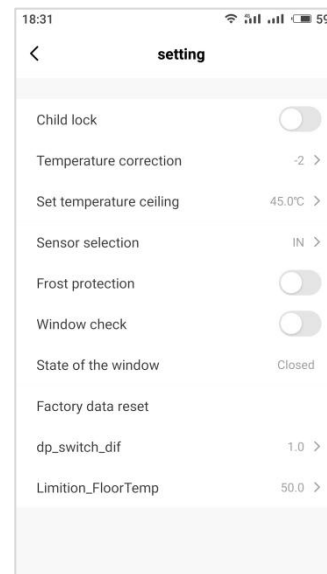 18:31 59
setting
Child lock
Temperature correction -2 >
Set temperature ceiling 45.0℃ >
Sensor selection IN >
Frost protection
Window check
State of the window Closed
Factory data reset
dp_switch_dif 1.0 >
Limition_FloorTemp 50.0 >